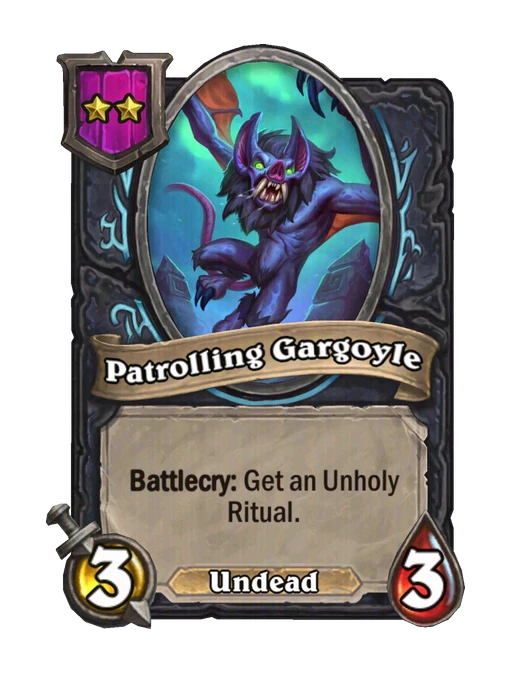 Patrolling Gargoyle
Battlecry: Get an Unholy
Ritual.
3
Undead
3